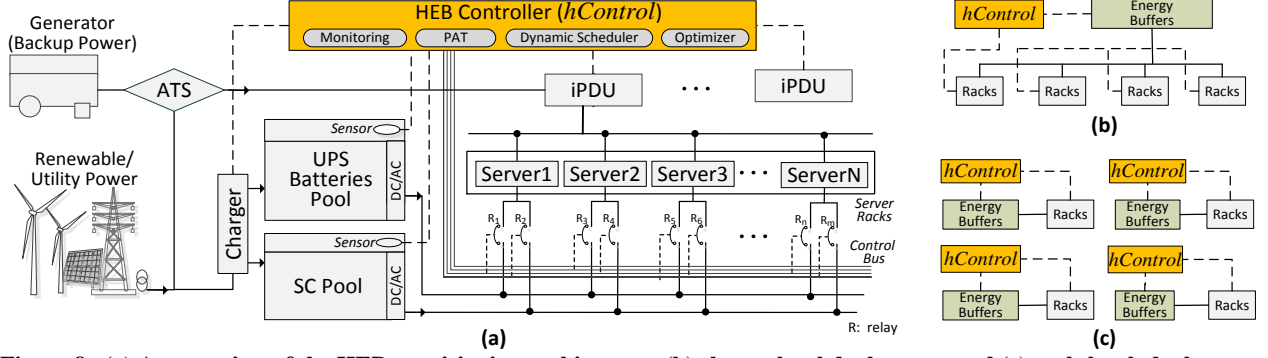 HEB Controller (hControl)
Monitoring
PAT
Dynamic Scheduler
Optimizer
Generator
(Backup Power)
ATS
iPDU
• • •
iPDU
Sensor
UPS
Batteries
Pool
DC/AC
Renewable/
Utility Power
Charger
Sensor
SC Pool
DC/AC
Server1
Server2
Server3
• • •
ServerN
Server
Racks
R1
R2
R3
R4
R5
R6
• • •
Rn
Rm
Control
Bus
R: relay
(a)
hControl
Energy
Buffers
Racks
Racks
Racks
Racks
(b)
hControl
Energy
Buffers
Racks
hControl
Energy
Buffers
Racks
hControl
Energy
Buffers
Racks
hControl
Energy
Buffers
Racks
(c)